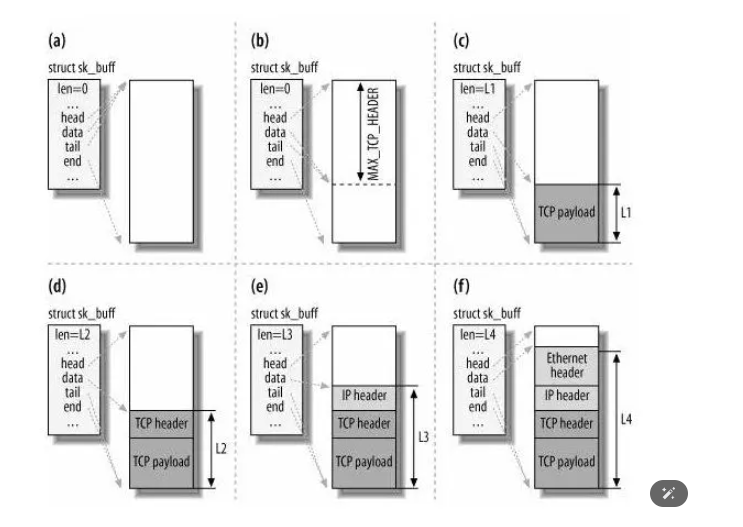 (a)
struct sk_buff
len=0
...
head
data
tail
end
...
(b)
struct sk_buff
len=0
...
head
data
tail
end
...
MAX_TCP_HEADER
(c)
struct sk_buff
len=L1
...
head
data
tail
end
...
TCP payload
L1
(d)
struct sk_buff
len=L2
...
head
data
tail
end
...
TCP header
TCP payload
L2
(e)
struct sk_buff
len=L3
...
head
data
tail
end
...
IP header
TCP header
TCP payload
L3
(f)
struct sk_buff
len=L4
...
head
data
tail
end
...
Ethernet
header
IP header
TCP header
TCP payload
L4